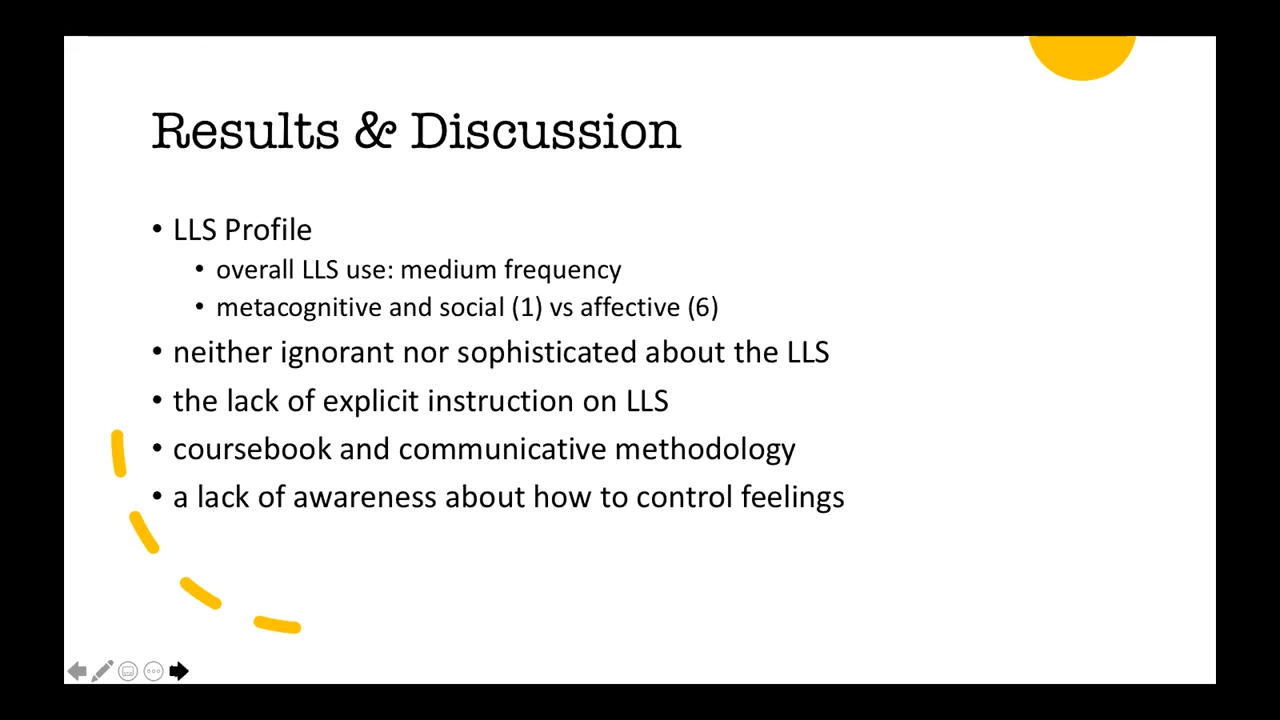 Results & Discussion
• LLS Profile
• overall LLS use: medium frequency
• metacognitive and social (1) vs affective (6)
• neither ignorant nor sophisticated about the LLS
• the lack of explicit instruction on LLS
• coursebook and communicative methodology
• a lack of awareness about how to control feelings